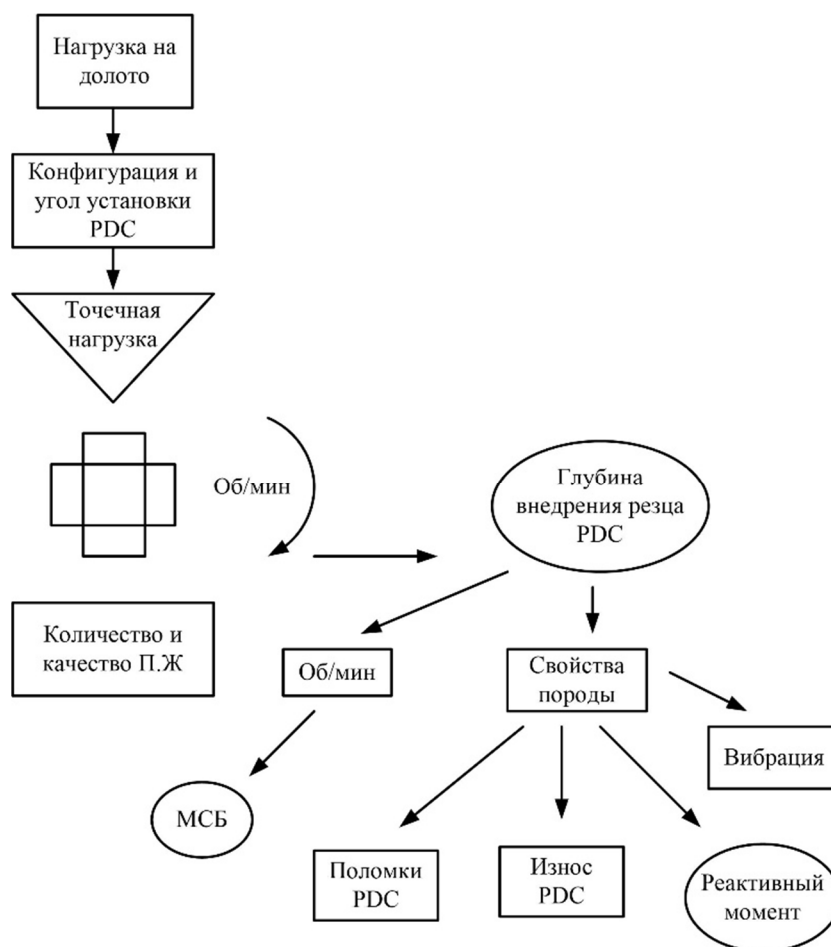 Нагрузка на
долото
Конфигурация и
угол установки
PDC
Точечная
нагрузка
Об/мин
Глубина
внедрения резца
PDC
Количество и
качество П.Ж
Об/мин
Свойства
породы
Вибрация
МСБ
Поломки
PDC
Износ
PDC
Реактивный
момент